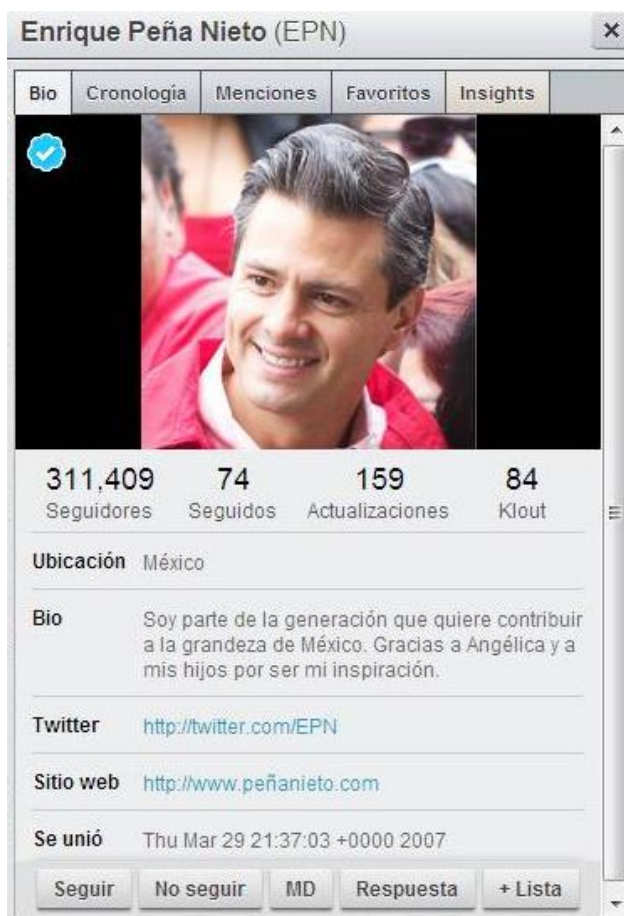 Enrique Peña Nieto (EPN)
Bio Cronología Menciones Favoritos Insights
311,409 74 159 84
Seguidores Seguidos Actualizaciones Klout
Ubicación México
Bio Soy parte de la generación que quiere contribuir
a la grandeza de México. Gracias a Angélica y a
mis hijos por ser mi inspiración.
Twitter http://twitter.com/EPN
Sitio web http://www.peñanieto.com
Se unió Thu Mar 29 21:37:03 +0000 2007
Seguir No seguir MD Respuesta + Lista